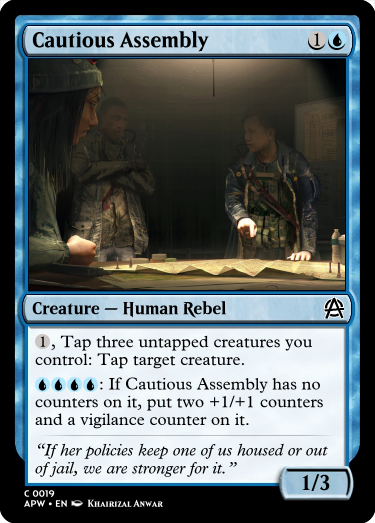 Cautious Assembly 1
Creature — Human Rebel
1, Tap three untapped creatures you
control: Tap target creature.
: If Cautious Assembly has no
counters on it, put two +1/+1 counters
and a vigilance counter on it.
“If her policies keep one of us housed or out
of jail, we are stronger for it.”
1/3
C 0019
APW • EN Khairizal Anwar